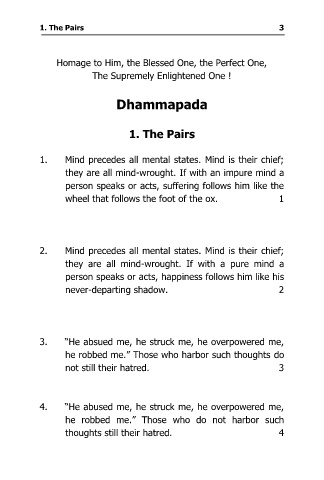 1. The Pairs 3
Homage to Him, the Blessed One, the Perfect One,
The Supremely Enlightened One !
Dhammapada
1. The Pairs
1. Mind precedes all mental states. Mind is their chief;
they are all mind-wrought. If with an impure mind a
person speaks or acts, suffering follows him like the
wheel that follows the foot of the ox. 1
2. Mind precedes all mental states. Mind is their chief;
they are all mind-wrought. If with a pure mind a
person speaks or acts, happiness follows him like his
never-departing shadow. 2
3. “He absued me, he struck me, he overpowered me,
he robbed me.” Those who harbor such thoughts do
not still their hatred. 3
4. “He abused me, he struck me, he overpowered me,
he robbed me.” Those who do not harbor such
thoughts still their hatred. 4